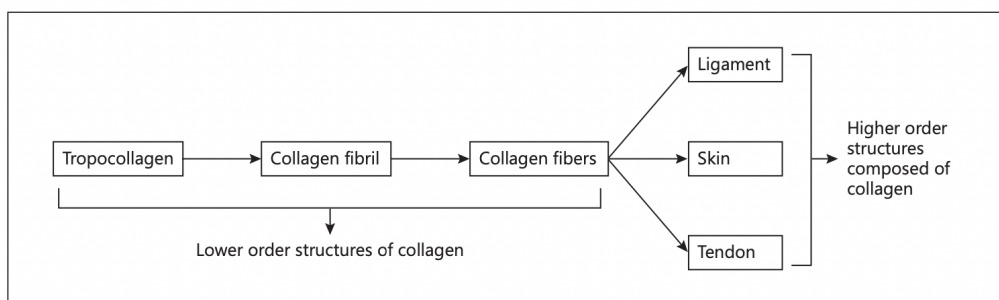 Ligament
Tropocollagen
Collagen fibril
Collagen fibers
Skin
Tendon
Higher order
structures
composed of
collagen
Lower order structures of collagen